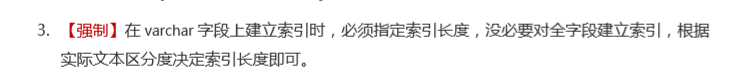 3. 【强制】在 varchar 字段上建立索引时，必须指定索引长度，没必要对全字段建立索引，根据
实际文本区分度决定索引长度即可。